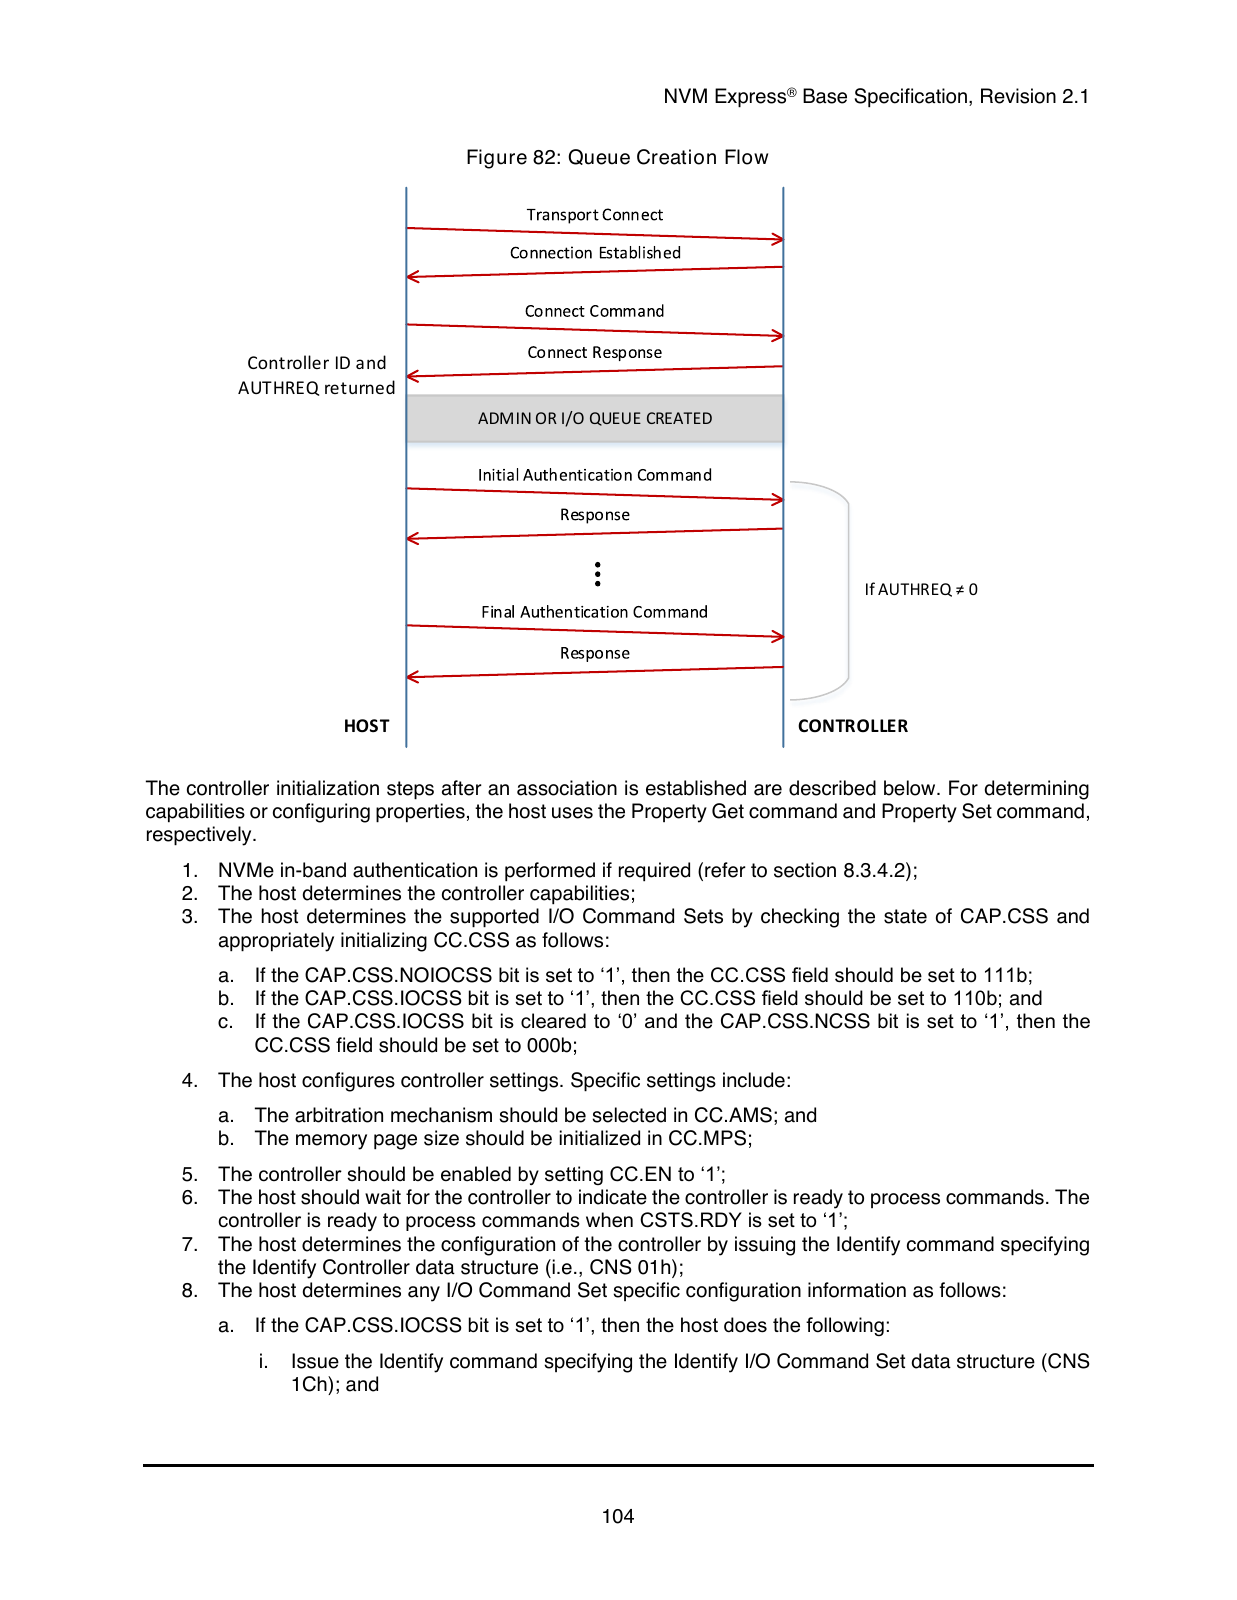 NVM Express® Base Specification, Revision 2.1
Figure 82: Queue Creation Flow
Transport Connect
Connection Established
Connect Command
Connect Response
Controller ID and
AUTHREQ returned
ADMIN OR I/O QUEUE CREATED
Initial Authentication Command
Response
If AUTHREQ ≠ 0
Final Authentication Command
Response
HOST
CONTROLLER
The controller initialization steps after an association is established are described below. For determining
capabilities or configuring properties, the host uses the Property Get command and Property Set command,
respectively.
1. NVMe in-band authentication is performed if required (refer to section 8.3.4.2);
2. The host determines the controller capabilities;
3. The host determines the supported I/O Command Sets by checking the state of CAP.CSS and
appropriately initializing CC.CSS as follows:
a. If the CAP.CSS.NOIOCSS bit is set to ‘1’, then the CC.CSS field should be set to 111b;
b. If the CAP.CSS.IOCSS bit is set to ‘1’, then the CC.CSS field should be set to 110b; and
c. If the CAP.CSS.IOCSS bit is cleared to ‘0’ and the CAP.CSS.NCSS bit is set to ‘1’, then the
CC.CSS field should be set to 000b;
4. The host configures controller settings. Specific settings include:
a. The arbitration mechanism should be selected in CC.AMS; and
b. The memory page size should be initialized in CC.MPS;
5. The controller should be enabled by setting CC.EN to ‘1’;
6. The host should wait for the controller to indicate the controller is ready to process commands. The
controller is ready to process commands when CSTS.RDY is set to ‘1’;
7. The host determines the configuration of the controller by issuing the Identify command specifying
the Identify Controller data structure (i.e., CNS 01h);
8. The host determines any I/O Command Set specific configuration information as follows:
a. If the CAP.CSS.IOCSS bit is set to ‘1’, then the host does the following:
i. Issue the Identify command specifying the Identify I/O Command Set data structure (CNS
1Ch); and
104